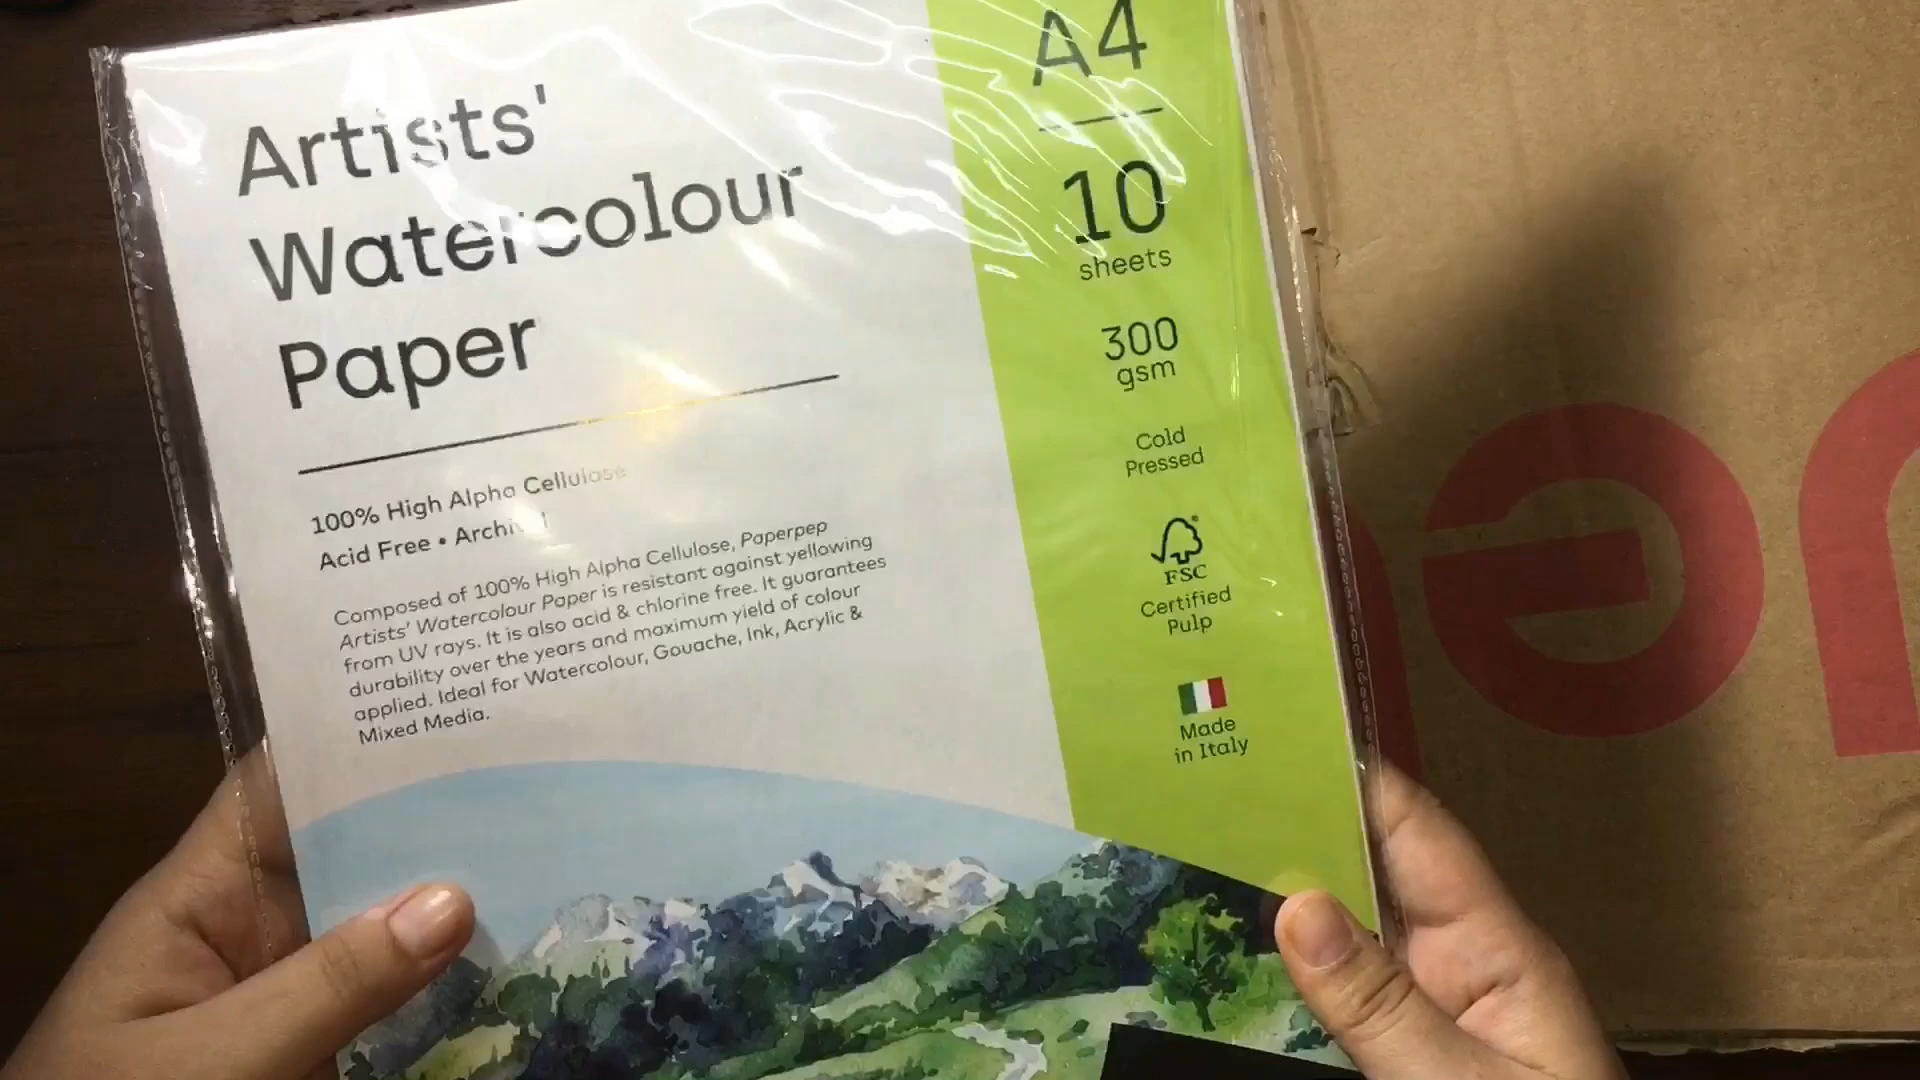 Artists'
Watercolour
Paper
100% High Alpha Cellulose
Acid Free • Archival
Composed of 100% High Alpha Cellulose, Paperpep
Artists' Watercolour Paper is resistant against yellowing
from UV rays. It is also acid & chlorine free. It guarantees
durability over the years and maximum yield of colour
applied. Ideal for Watercolour, Gouache, Ink, Acrylic &
Mixed Media.
A4
10
sheets
300
gsm
Cold
Pressed
FSC
Certified
Pulp
Made
in Italy